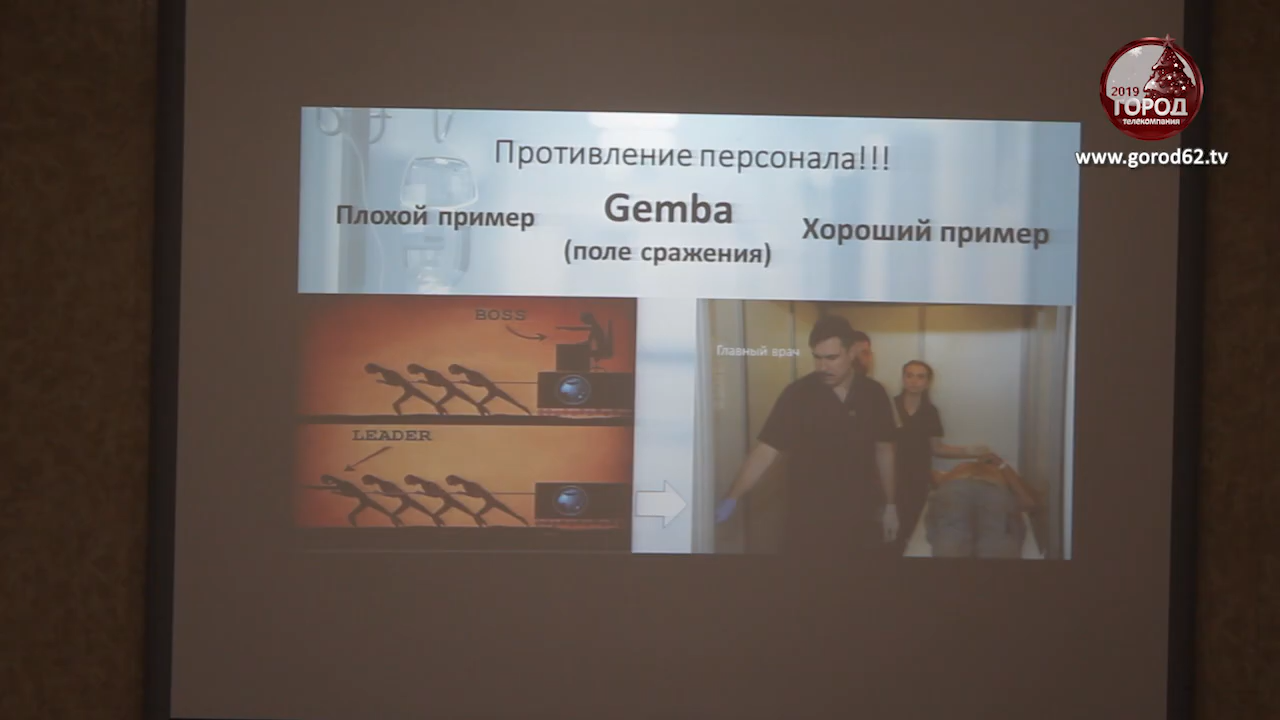 2019
ГОРОД
телекомпания
www.gorod62.tv
Противление персонала!!!
Плохой пример
Gemba
(поле сражения)
Хороший пример
BOSS
LEADER
Главный врач